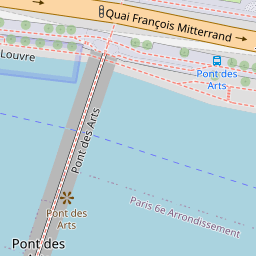 Quai François Mitterrand
Louvre
Pont des
Arts
Pont des Arts
Paris 6e Arrondissement
Pont des
Arts
Pont des